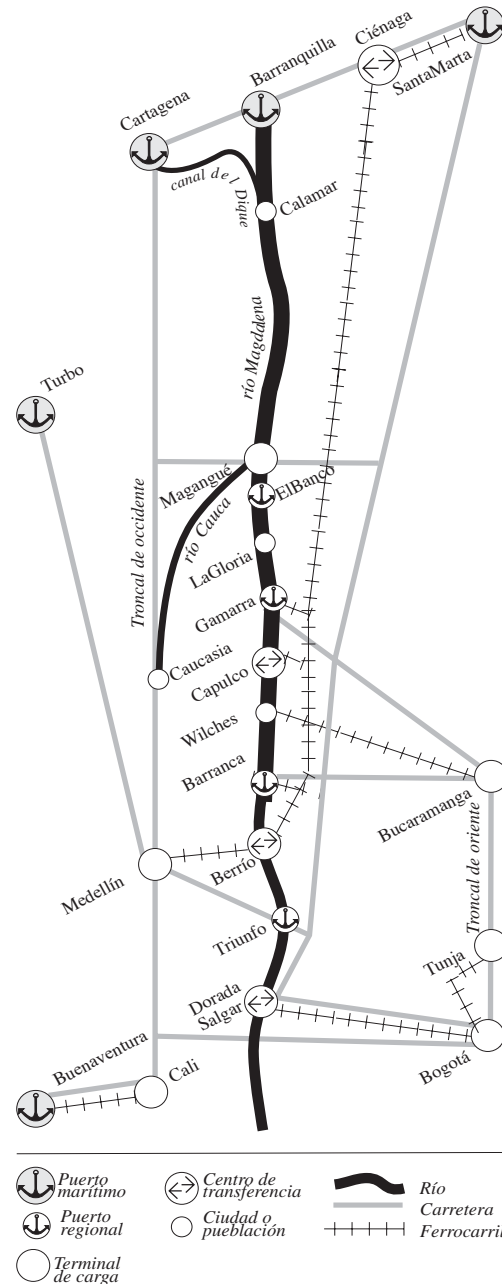 Ciénaga
SantaMarta
Barranquilla
Cartagena
canal del Dique
Calamar
río Magdalena
Turbo
Magangué
ElBanco
río Cauca
Troncal de occidente
LaGloria
Gamarra
Caucasia
Capulco
Wilches
Barranca
Bucaramanga
Troncal de oriente
Berrío
Medellín
Triunfo
Tunja
Dorada
Salgar
Bogotá
Buenaventura
Cali
Puerto
marítimo
Centro de
transferencia
Río
Carretera
Ferrocarril
Puerto
regional
Ciudad o
pueblación
Terminal
de carga